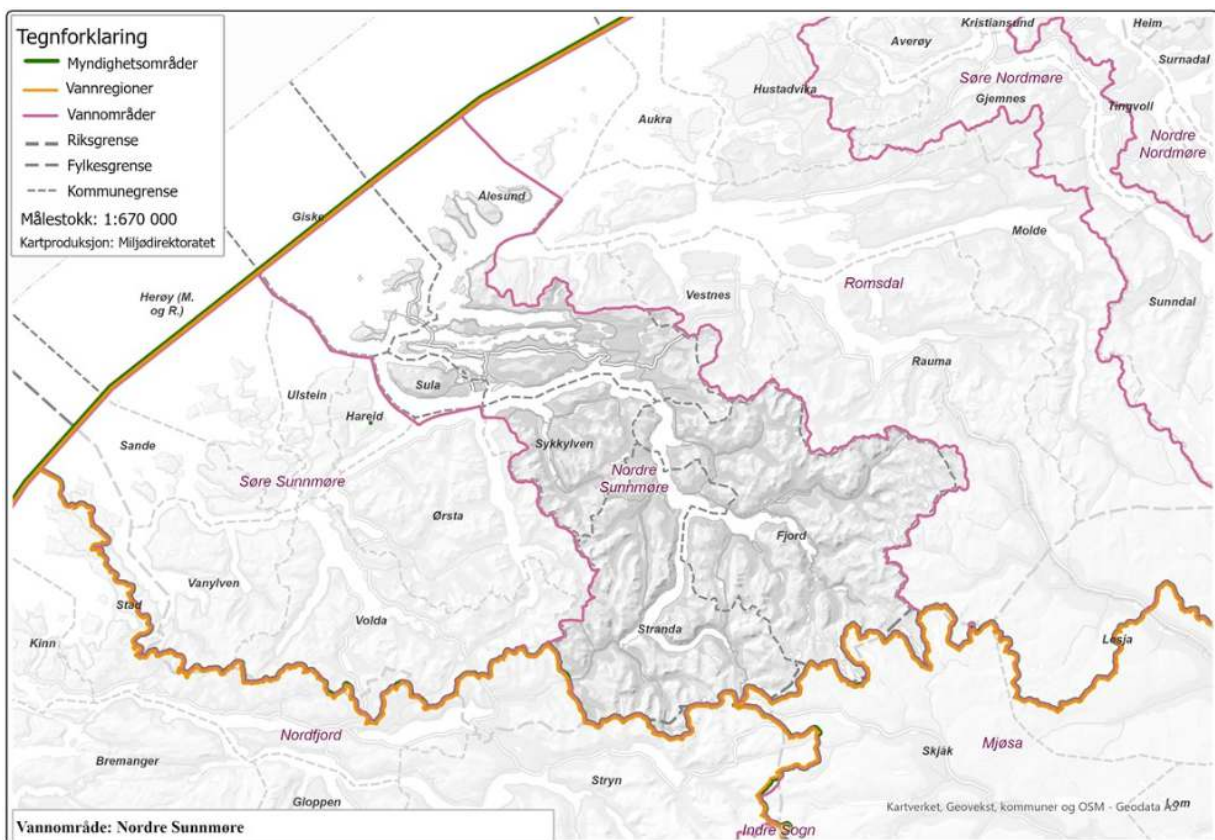 Tegnforklaring
Myndighetsområder
Vannregioner
Vannområder
Riksgrense
Fylkesgrense
Kommunegrense
Målestokk: 1:670 000
Kartproduksjon: Miljødirektoratet
Kristiansund
Heim
Averøy
Surnadal
Søre Nordmøre
Hustadvika
Gjemnes
Tingvoll
Aukra
Nordre
Nordmøre
Ålesund
Giske
Molde
Romsdal
Vestnes
Herøy (M.
og R.)
Sunndal
Rauma
Sula
Ulstein
Hareid
Sande
Sykkylven
Nordre
Sunnmøre
Søre Sunnmøre
Ørsta
Fjord
Vanylven
Stad
Volda
Stranda
Kinn
Lesja
Nordfjord
Mjøsa
Skjåk
Bremanger
Stryn
Gloppen
Lom
Kartverket, Geovekst, kommuner og OSM - Geodata AS
Vannområde: Nordre Sunnmøre
Indre Sogn